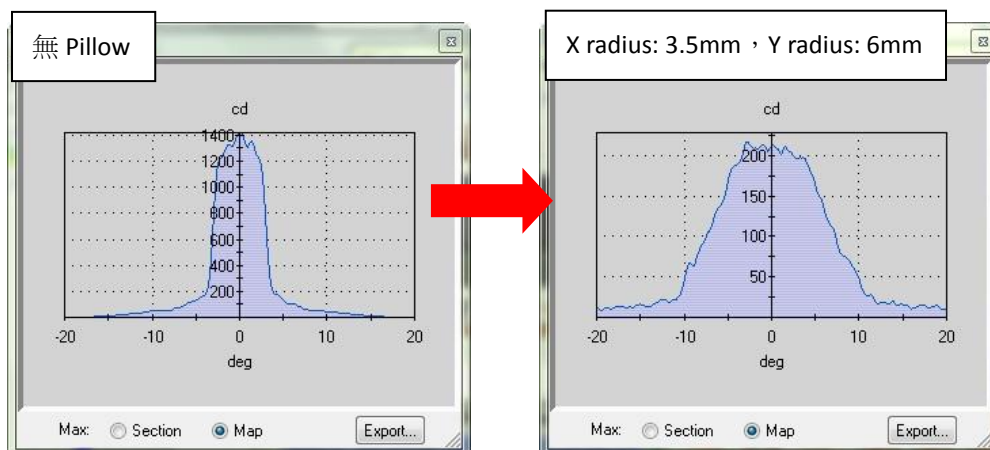 無 Pillow
cd
1400
1200
1000
800
600
400
200
-20 -10 0 10 20
deg
Max: Section Map Export...
X radius: 3.5mm,Y radius: 6mm
cd
200
150
100
50
-20 -10 0 10 20
deg
Max: Section Map Export...